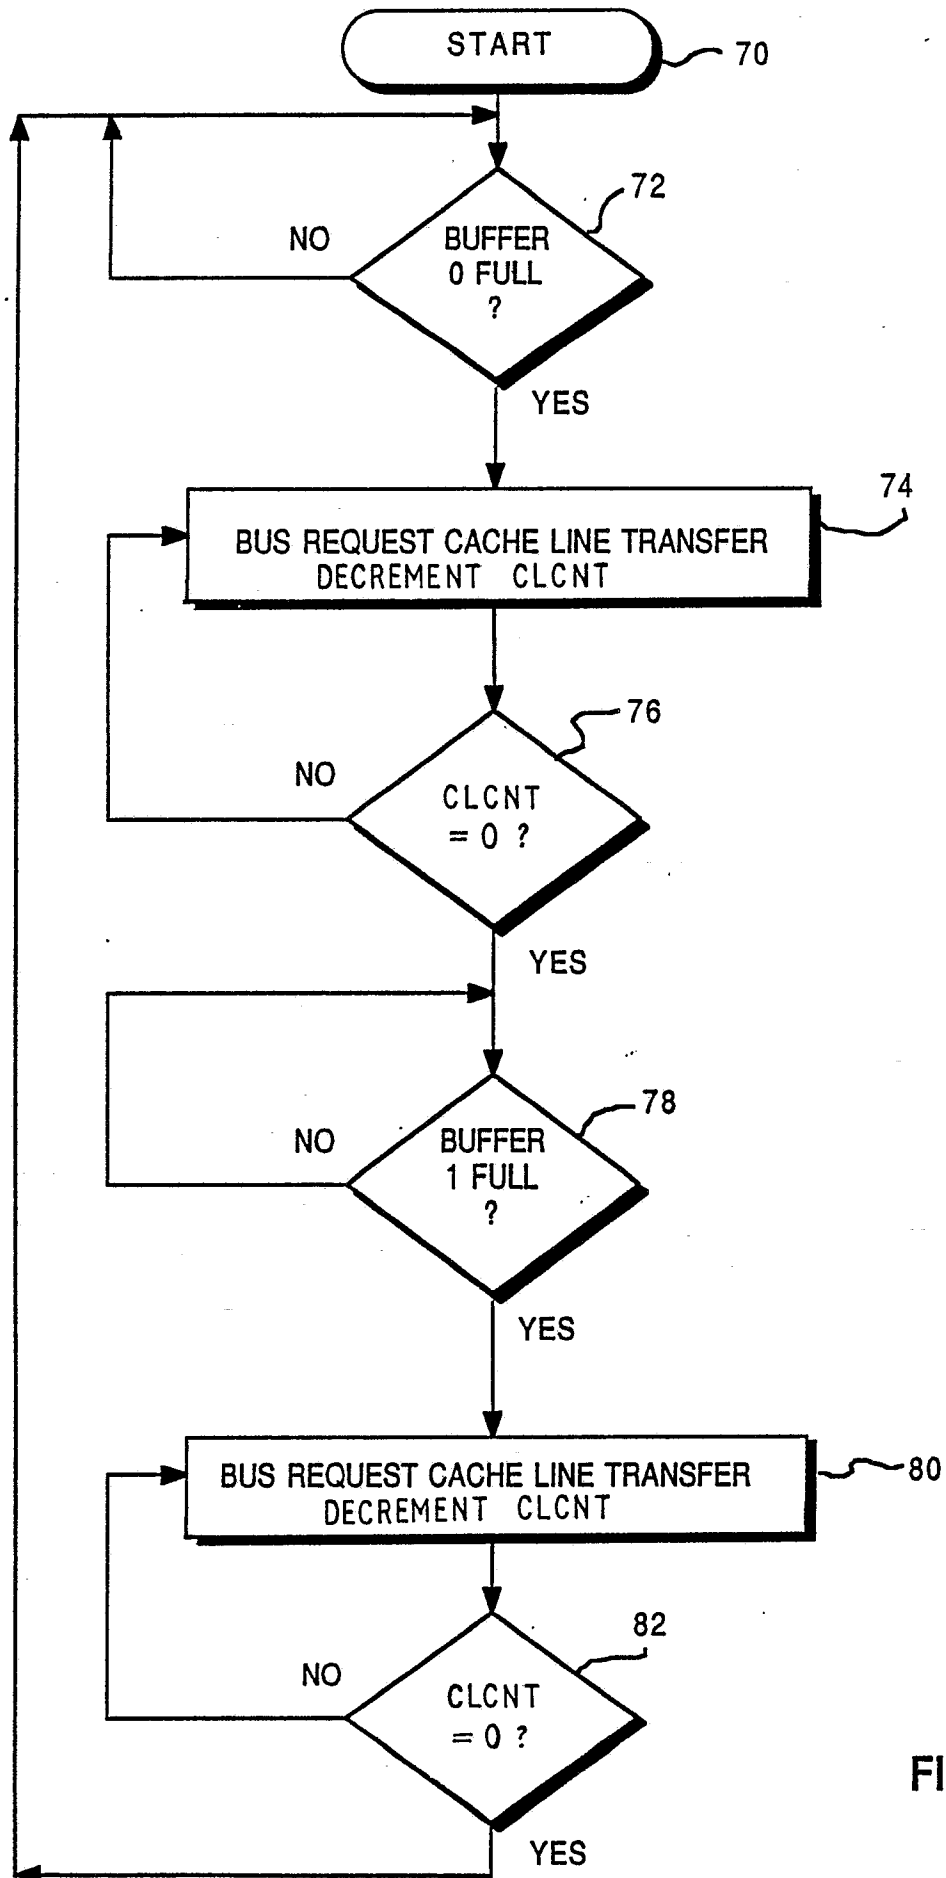 START
70
72
NO
BUFFER
0 FULL
?
YES
74
BUS REQUEST CACHE LINE TRANSFER
DECREMENT CLCNT
76
NO
CLCNT
= 0 ?
YES
78
NO
BUFFER
1 FULL
?
YES
BUS REQUEST CACHE LINE TRANSFER
80
DECREMENT CLCNT
82
NO
CLCNT
= 0 ?
FI
YES